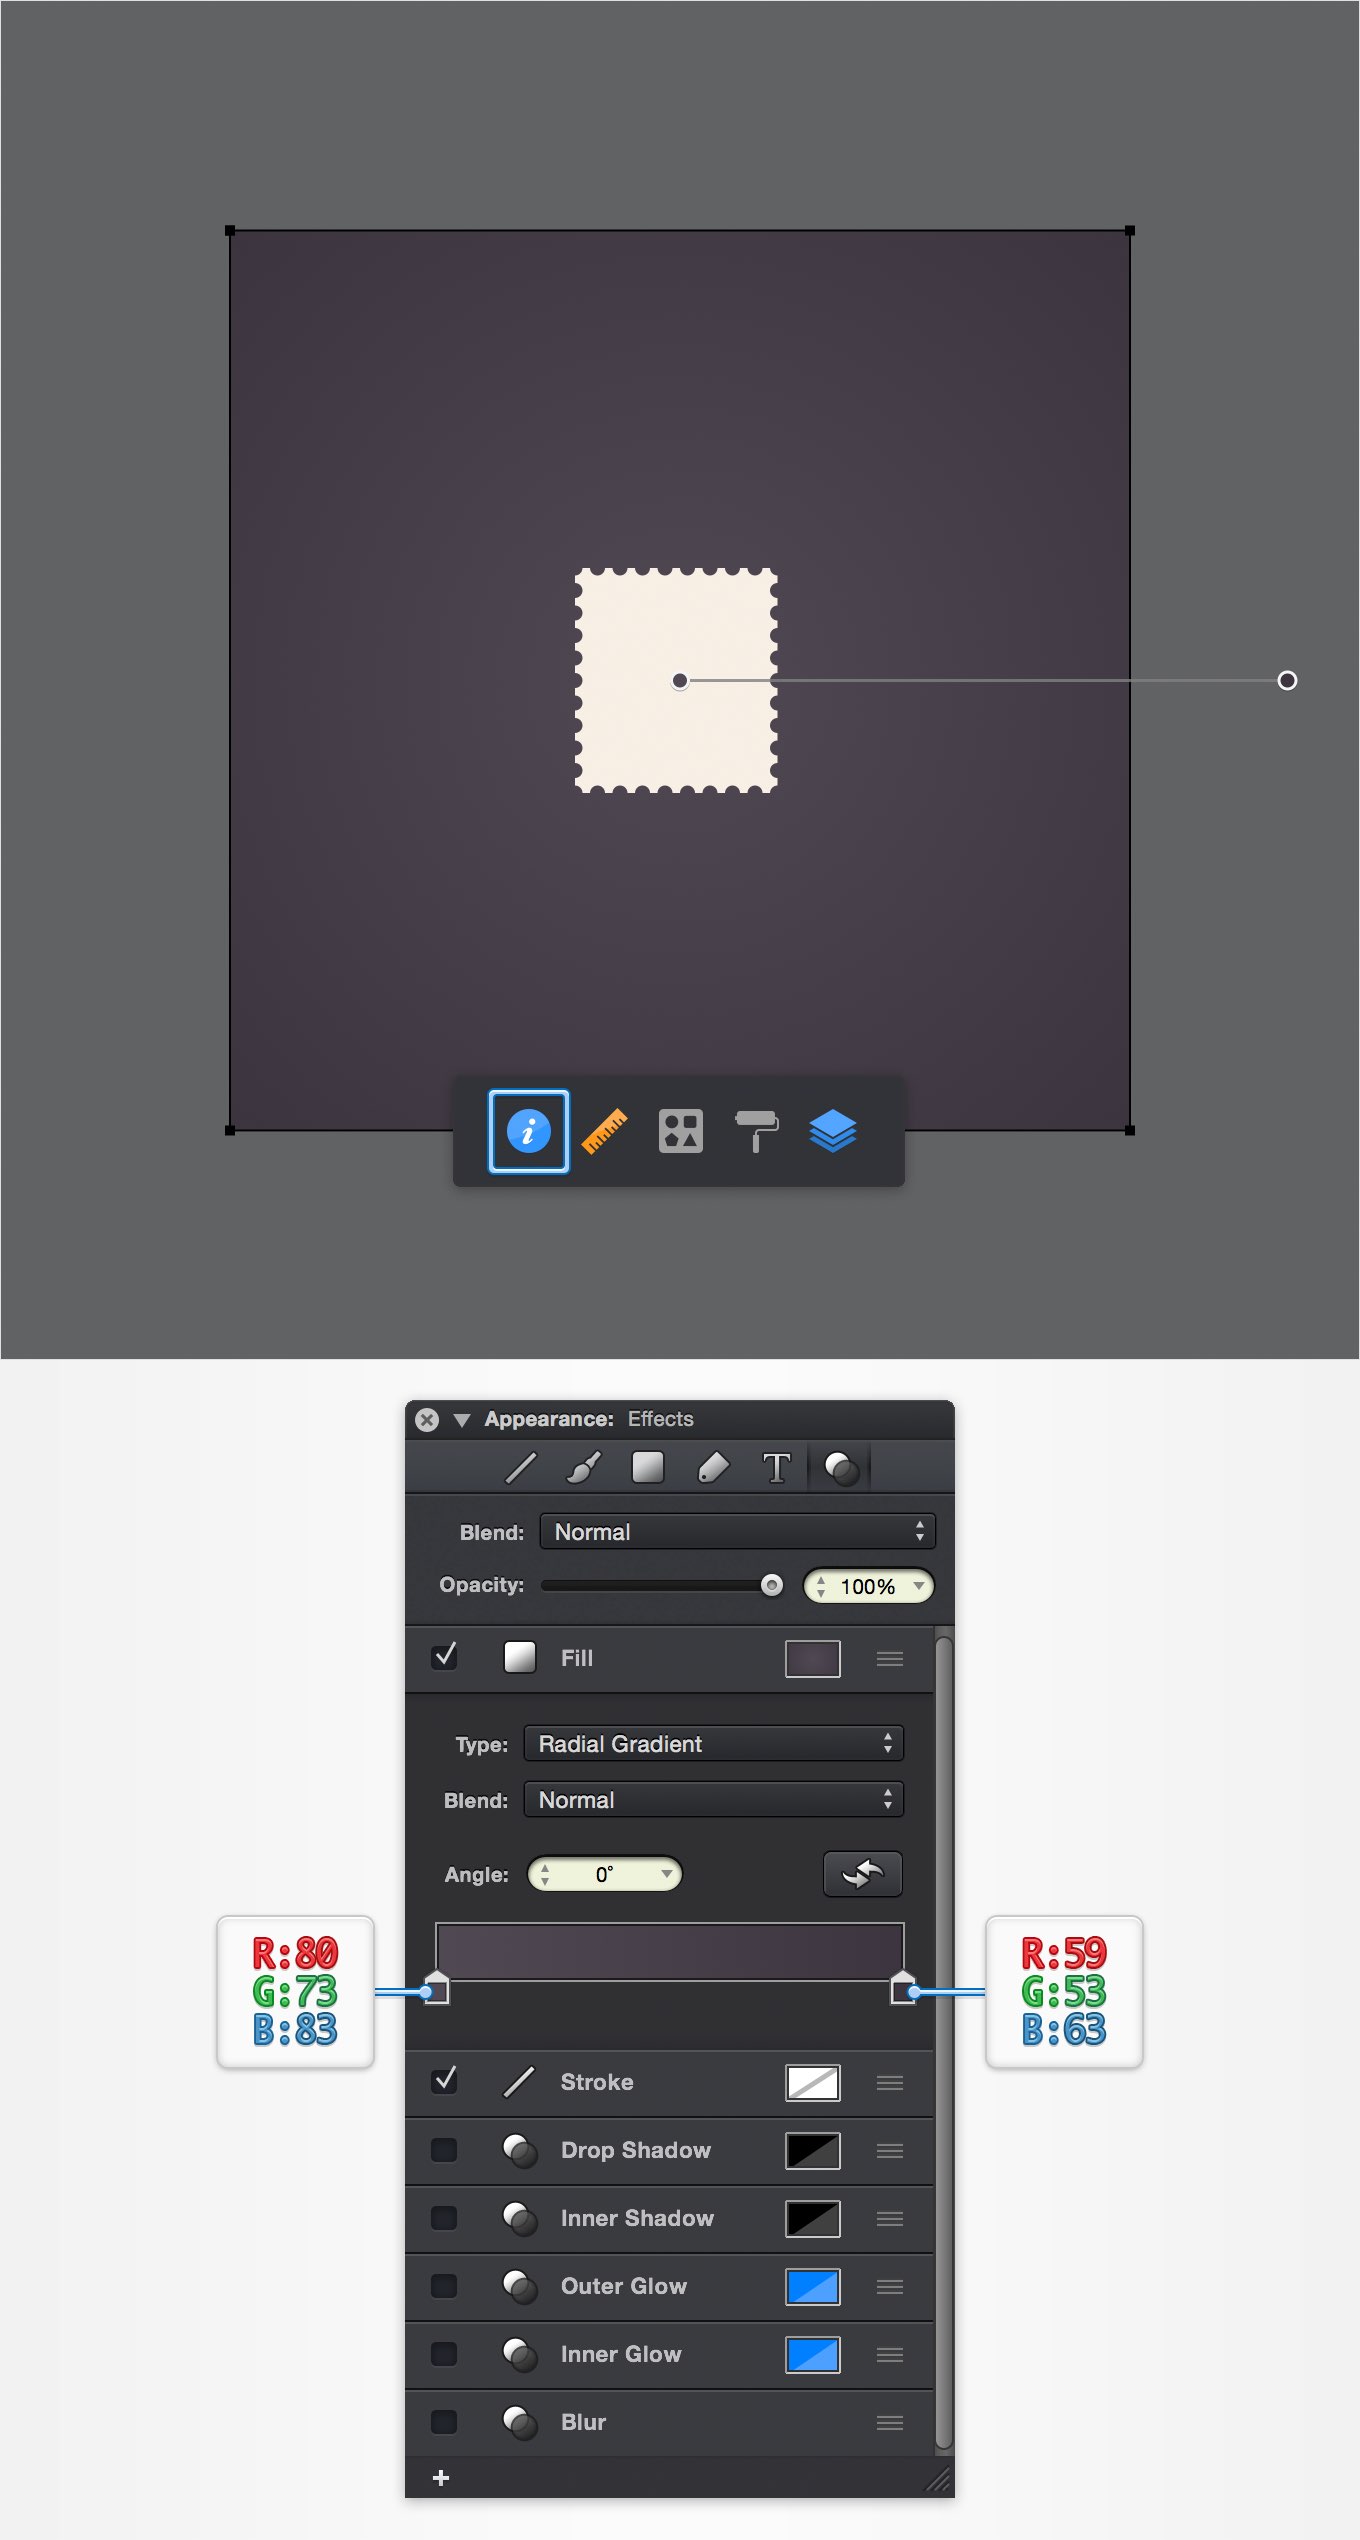 i
Appearance: Effects
T
Blend: Normal
Opacity: 100%
Fill
Type: Radial Gradient
Blend: Normal
Angle: 0°
R:80
G:73
B:83
R:59
G:53
B:63
Stroke
Drop Shadow
Inner Shadow
Outer Glow
Inner Glow
Blur
+